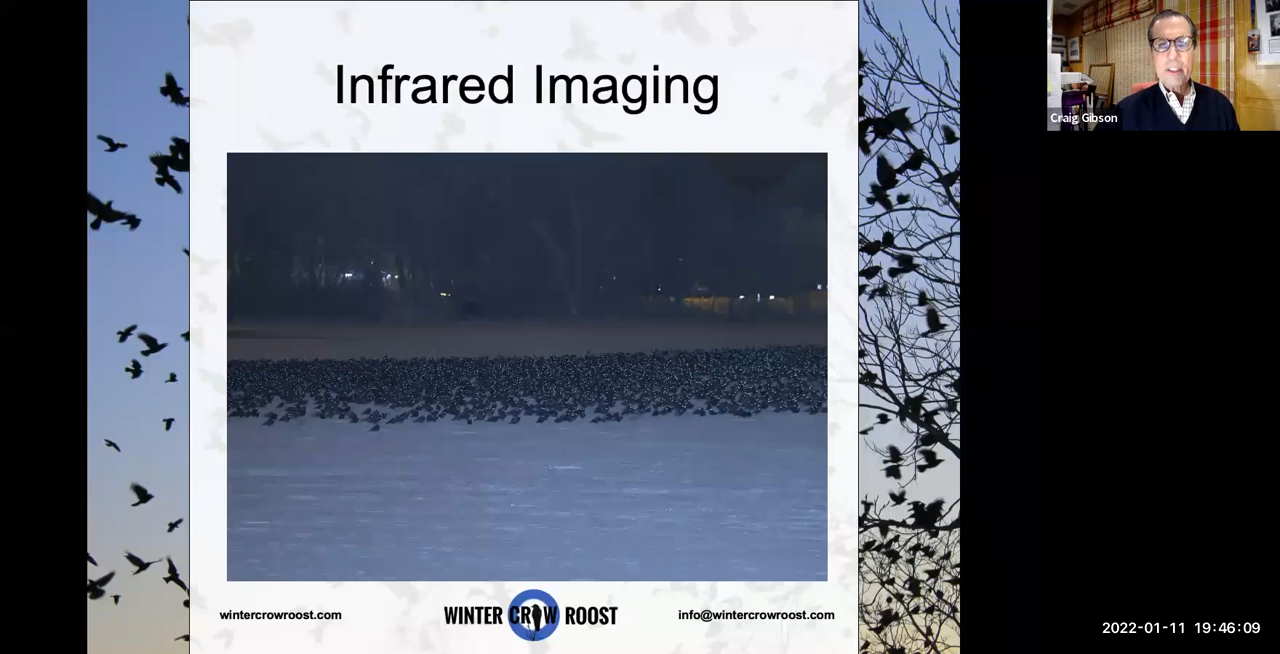 Infrared Imaging
Craig Gibson
wintercrowroost.com
WINTER CROW ROOST
info@wintercrowroost.com
2022-01-11 19:46:09